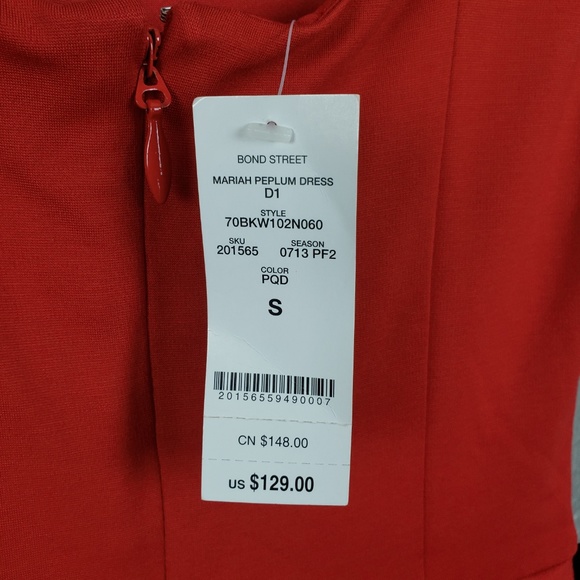 BOND STREET
MARIAH PEPLUM DRESS
D1
STYLE
70BKW102N060
SKU SEASON
201565 0713 PF2
COLOR
PQD
S
20156559490007
CN $148.00
US $129.00